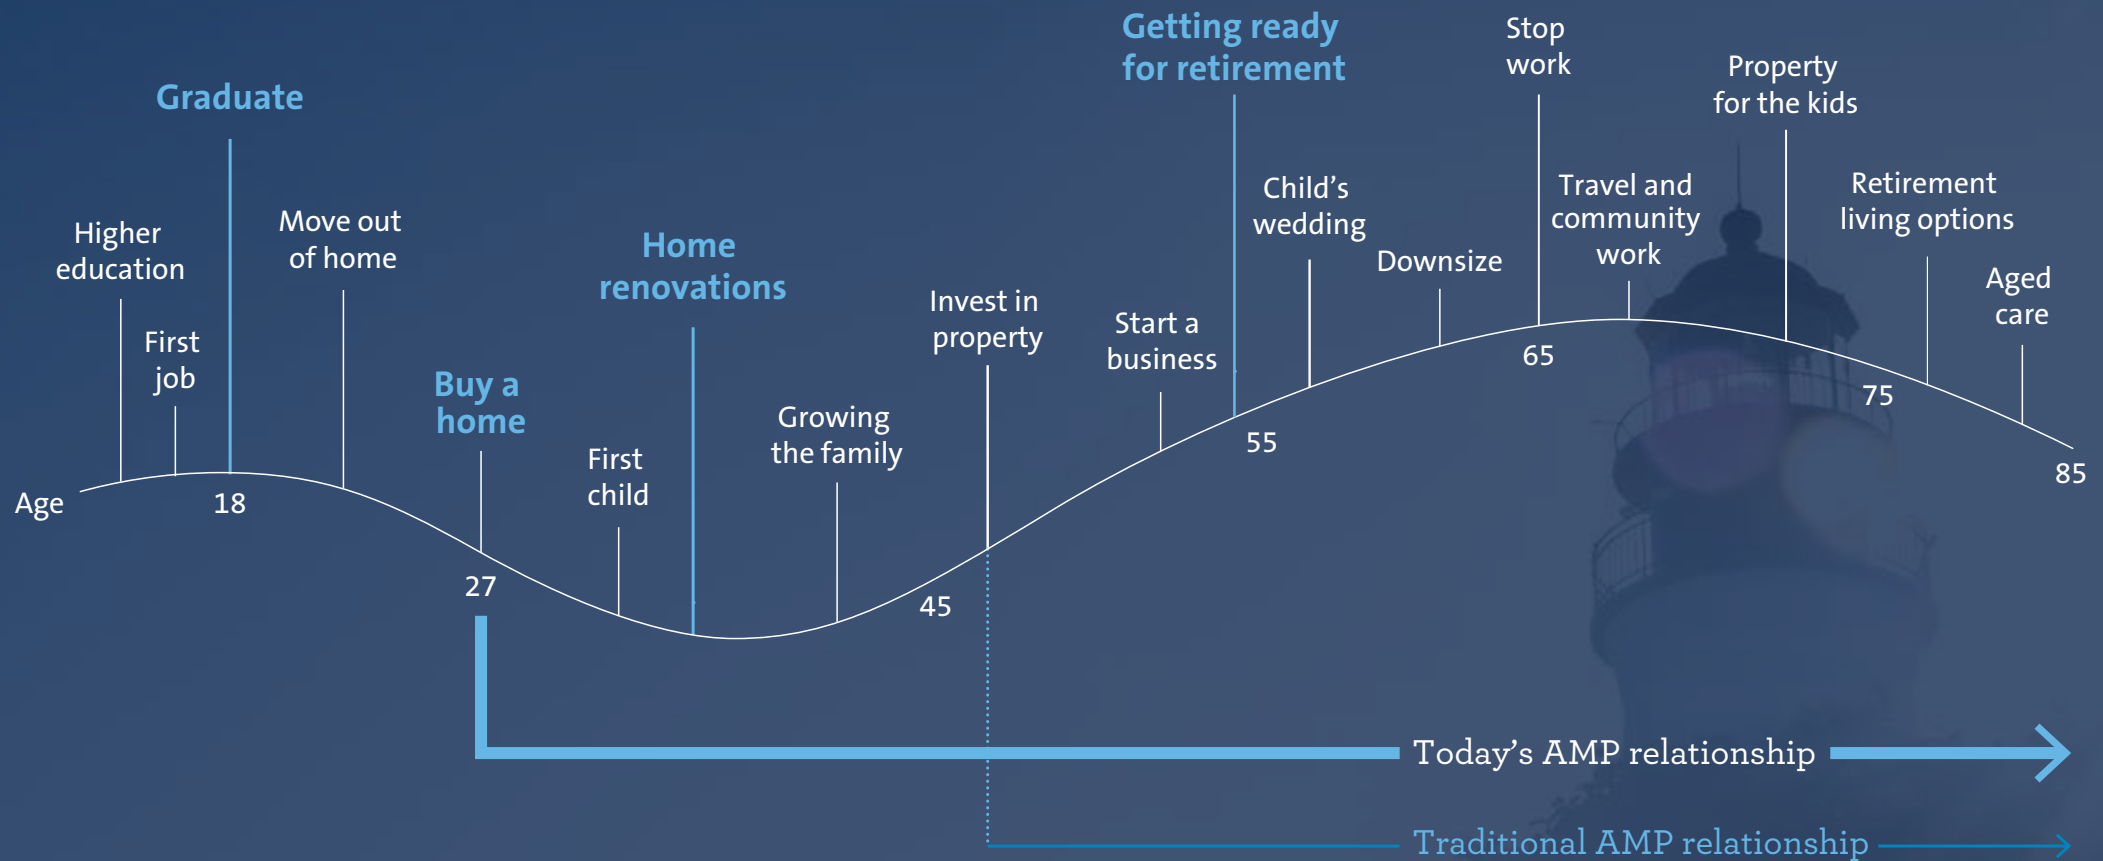 Graduate
Higher
education
First
job
Move out
of home
Buy a
home
First
child
Home
renovations
Growing
the family
Invest in
property
Start a
business
Getting ready
for retirement
Child’s
wedding
Downsize
Stop
work
Travel and
community
work
Property
for the kids
Retirement
living options
Aged
care
Age
18
27
45
55
65
75
85
Today’s AMP relationship
Traditional AMP relationship